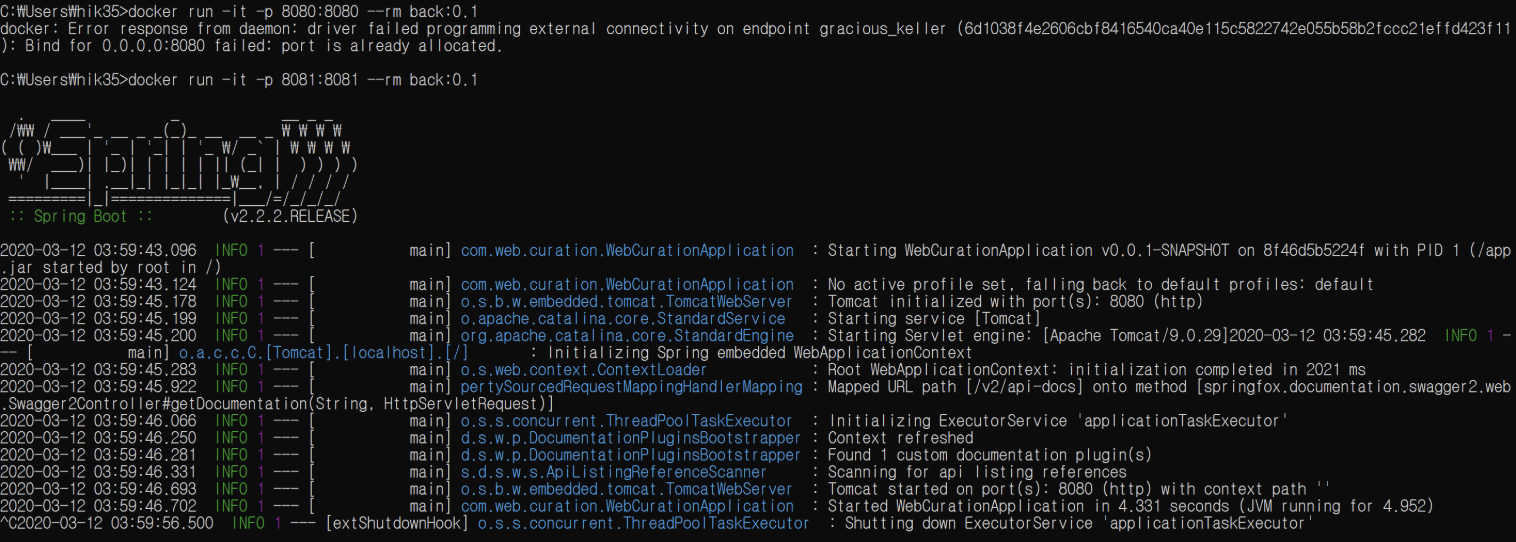 C:₩Users₩hik35>docker run -it -p 8080:8080 --rm back:0.1
docker: Error response from daemon: driver failed programming external connectivity on endpoint gracious_keller (6d1038f4e2606cbf8416540ca40e115c5822742e055b58b2fccc21effd423f11
): Bind for 0.0.0.0:8080 failed: port is already allocated.
C:₩Users₩hik35>docker run -it -p 8081:8081 --rm back:0.1
  .   ____          _            __ _ _
 /₩₩ / ___'_ __ _ _(_)_ __  __ _ ₩ ₩ ₩ ₩
( ( )₩___ | '_ | '_| | '_ ₩/ _` | ₩ ₩ ₩ ₩
 ₩₩/  ___)| |_)| | | | | || (_| |  ) ) ) )
  '  |____| .__|_| |_|_| |_₩__, | / / / /
 =========|_|==============|___/=/_/_/_/
 :: Spring Boot ::        (v2.2.2.RELEASE)
2020-03-12 03:59:43.096  INFO 1 --- [           main] com.web.curation.WebCurationApplication  : Starting WebCurationApplication v0.0.1-SNAPSHOT on 8f46d5b5224f with PID 1 (/app
.jar started by root in /)
2020-03-12 03:59:43.124  INFO 1 --- [           main] com.web.curation.WebCurationApplication  : No active profile set, falling back to default profiles: default
2020-03-12 03:59:45.178  INFO 1 --- [           main] o.s.b.w.embedded.tomcat.TomcatWebServer  : Tomcat initialized with port(s): 8080 (http)
2020-03-12 03:59:45.199  INFO 1 --- [           main] o.apache.catalina.core.StandardService   : Starting service [Tomcat]
2020-03-12 03:59:45.200  INFO 1 --- [           main] org.apache.catalina.core.StandardEngine  : Starting Servlet engine: [Apache Tomcat/9.0.29]2020-03-12 03:59:45.282  INFO 1 -
-- [           main] o.a.c.c.C.[Tomcat].[localhost].[/]       : Initializing Spring embedded WebApplicationContext
2020-03-12 03:59:45.283  INFO 1 --- [           main] o.s.web.context.ContextLoader            : Root WebApplicationContext: initialization completed in 2021 ms
2020-03-12 03:59:45.922  INFO 1 --- [           main] pertySourcedRequestMappingHandlerMapping : Mapped URL path [/v2/api-docs] onto method [springfox.documentation.swagger2.web
.Swagger2Controller#getDocumentation(String, HttpServletRequest)]
2020-03-12 03:59:46.066  INFO 1 --- [           main] o.s.s.concurrent.ThreadPoolTaskExecutor  : Initializing ExecutorService 'applicationTaskExecutor'
2020-03-12 03:59:46.250  INFO 1 --- [           main] d.s.w.p.DocumentationPluginsBootstrapper : Context refreshed
2020-03-12 03:59:46.281  INFO 1 --- [           main] d.s.w.p.DocumentationPluginsBootstrapper : Found 1 custom documentation plugin(s)
2020-03-12 03:59:46.331  INFO 1 --- [           main] s.d.s.w.s.ApiListingReferenceScanner     : Scanning for api listing references
2020-03-12 03:59:46.693  INFO 1 --- [           main] o.s.b.w.embedded.tomcat.TomcatWebServer  : Tomcat started on port(s): 8080 (http) with context path ''
2020-03-12 03:59:46.702  INFO 1 --- [           main] com.web.curation.WebCurationApplication  : Started WebCurationApplication in 4.331 seconds (JVM running for 4.952)
^C2020-03-12 03:59:56.500  INFO 1 --- [extShutdownHook] o.s.s.concurrent.ThreadPoolTaskExecutor  : Shutting down ExecutorService 'applicationTaskExecutor'